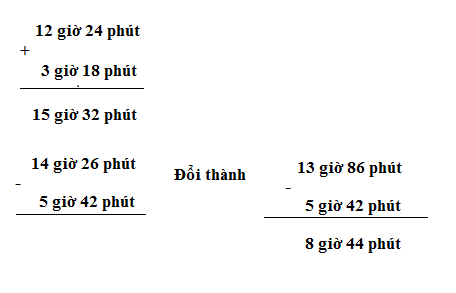 12 giờ 24 phút
+
3 giờ 18 phút
15 giờ 32 phút
14 giờ 26 phút
-
5 giờ 42 phút
Đổi thành
13 giờ 86 phút
-
5 giờ 42 phút
8 giờ 44 phút